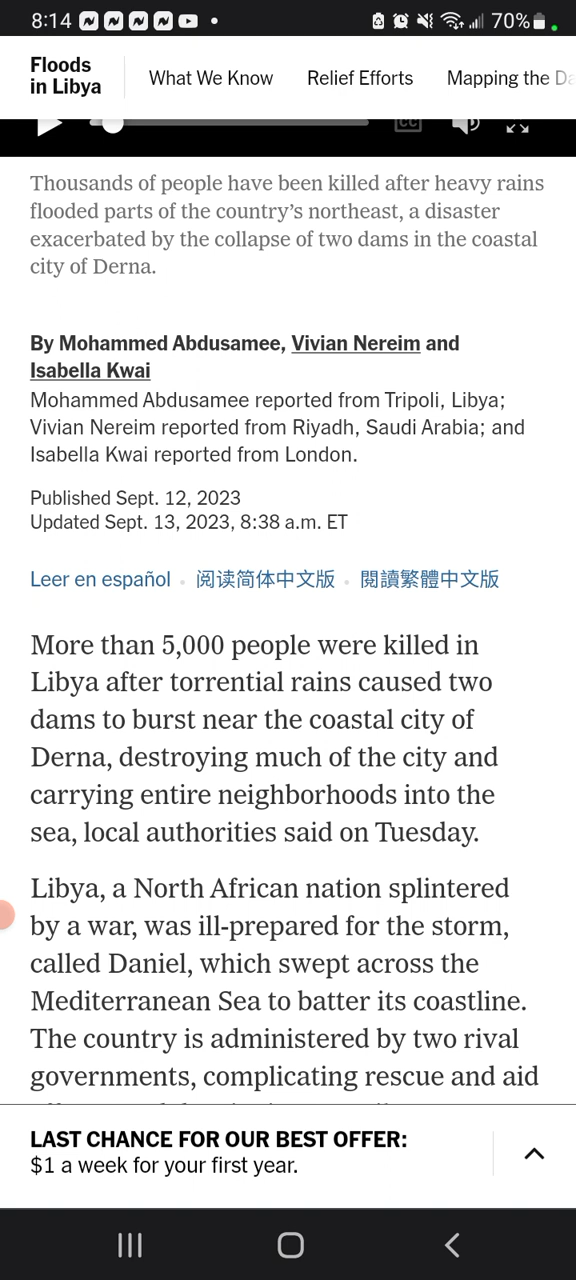 8:14
70%
Floods
in Libya
What We Know
Relief Efforts
Mapping the Da
CC
Thousands of people have been killed after heavy rains
flooded parts of the country’s northeast, a disaster
exacerbated by the collapse of two dams in the coastal
city of Derna.
By Mohammed Abdusamee, Vivian Nereim and
Isabella Kwai
Mohammed Abdusamee reported from Tripoli, Libya;
Vivian Nereim reported from Riyadh, Saudi Arabia; and
Isabella Kwai reported from London.
Published Sept. 12, 2023
Updated Sept. 13, 2023, 8:38 a.m. ET
Leer en español • 阅读简体中文版 • 閱讀繁體中文版
More than 5,000 people were killed in
Libya after torrential rains caused two
dams to burst near the coastal city of
Derna, destroying much of the city and
carrying entire neighborhoods into the
sea, local authorities said on Tuesday.
Libya, a North African nation splintered
by a war, was ill-prepared for the storm,
called Daniel, which swept across the
Mediterranean Sea to batter its coastline.
The country is administered by two rival
governments, complicating rescue and aid
LAST CHANCE FOR OUR BEST OFFER:
$1 a week for your first year.